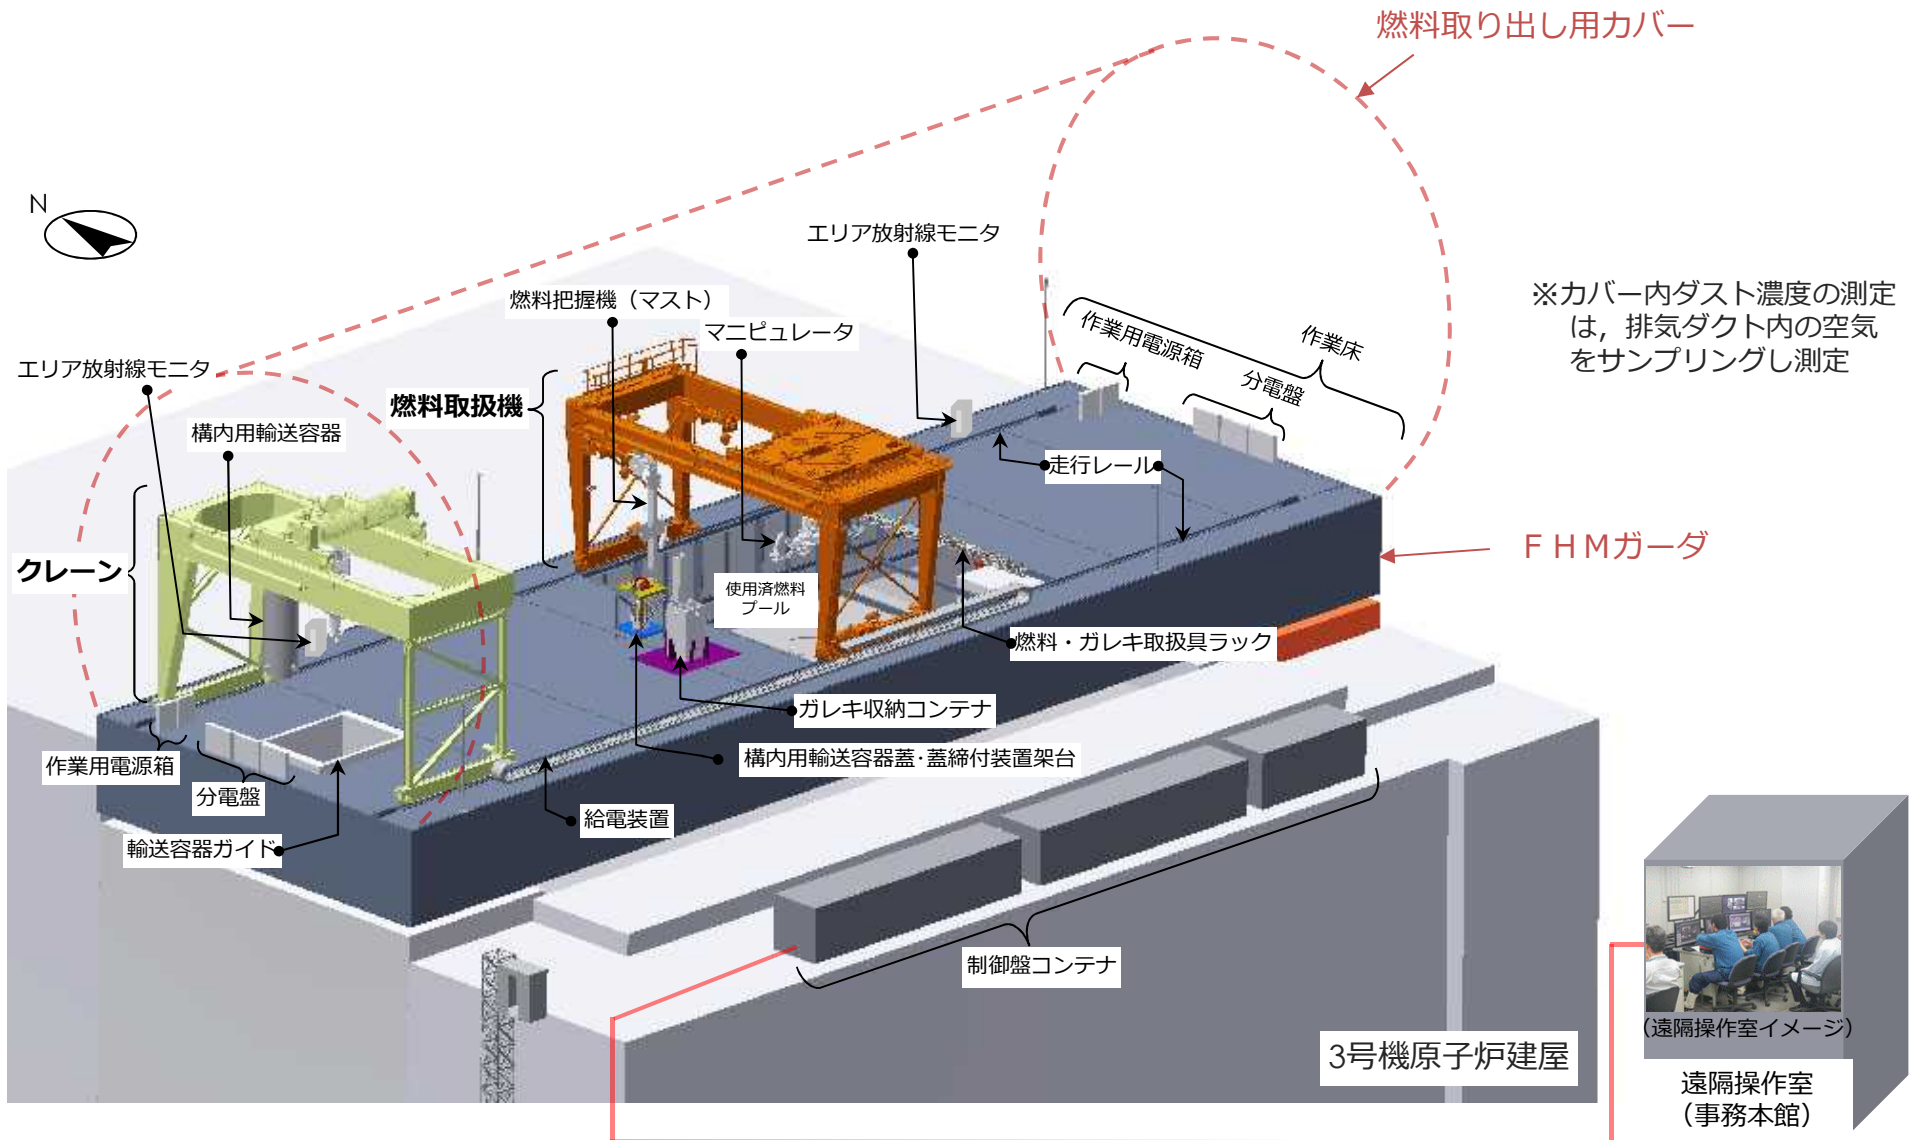 燃料取り出し用カバー
N
エリア放射線モニタ
燃料把握機（マスト）
マニピュレータ
※カバー内ダスト濃度の測定
は，排気ダクト内の空気
をサンプリングし測定
作業用電源箱
作業床
分電盤
エリア放射線モニタ
燃料取扱機
構内用輸送容器
走行レール
クレーン
ＦＨＭガーダ
使用済燃料
プール
燃料・ガレキ取扱具ラック
ガレキ収納コンテナ
構内用輸送容器蓋･蓋締付装置架台
作業用電源箱
分電盤
給電装置
輸送容器ガイド
制御盤コンテナ
3号機原子炉建屋
（遠隔操作室イメージ）
遠隔操作室
（事務本館）